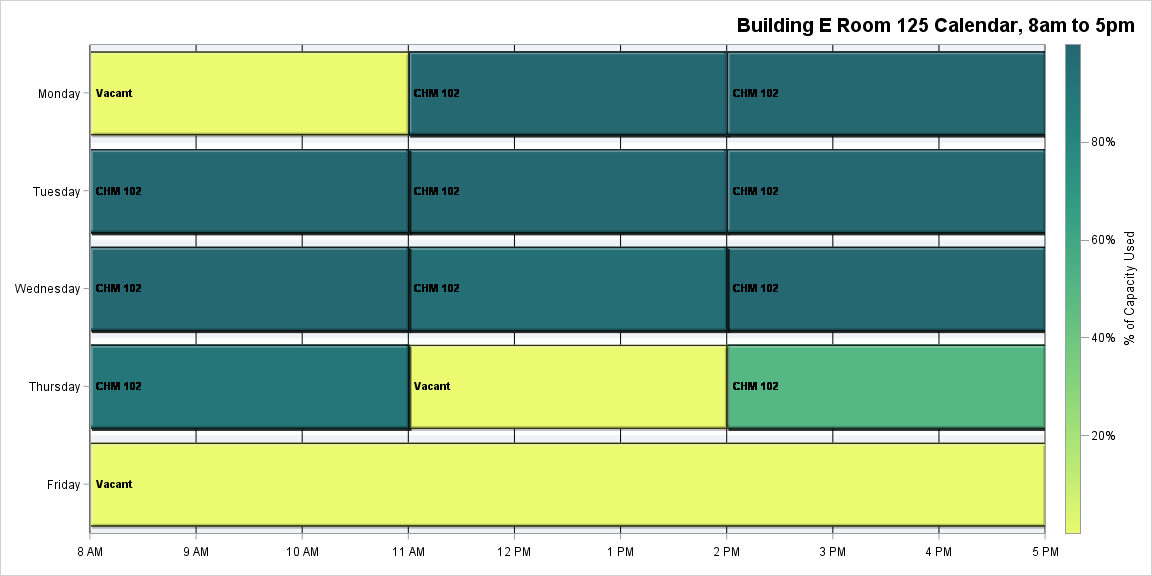 Building E Room 125 Calendar, 8am to 5pm
Monday
Vacant
CHM 102
CHM 102
Tuesday
CHM 102
CHM 102
CHM 102
Wednesday
CHM 102
CHM 102
CHM 102
Thursday
CHM 102
Vacant
CHM 102
Friday
Vacant
8 AM
9 AM
10 AM
11 AM
12 PM
1 PM
2 PM
3 PM
4 PM
5 PM
80%
60%
40%
20%
% of Capacity Used